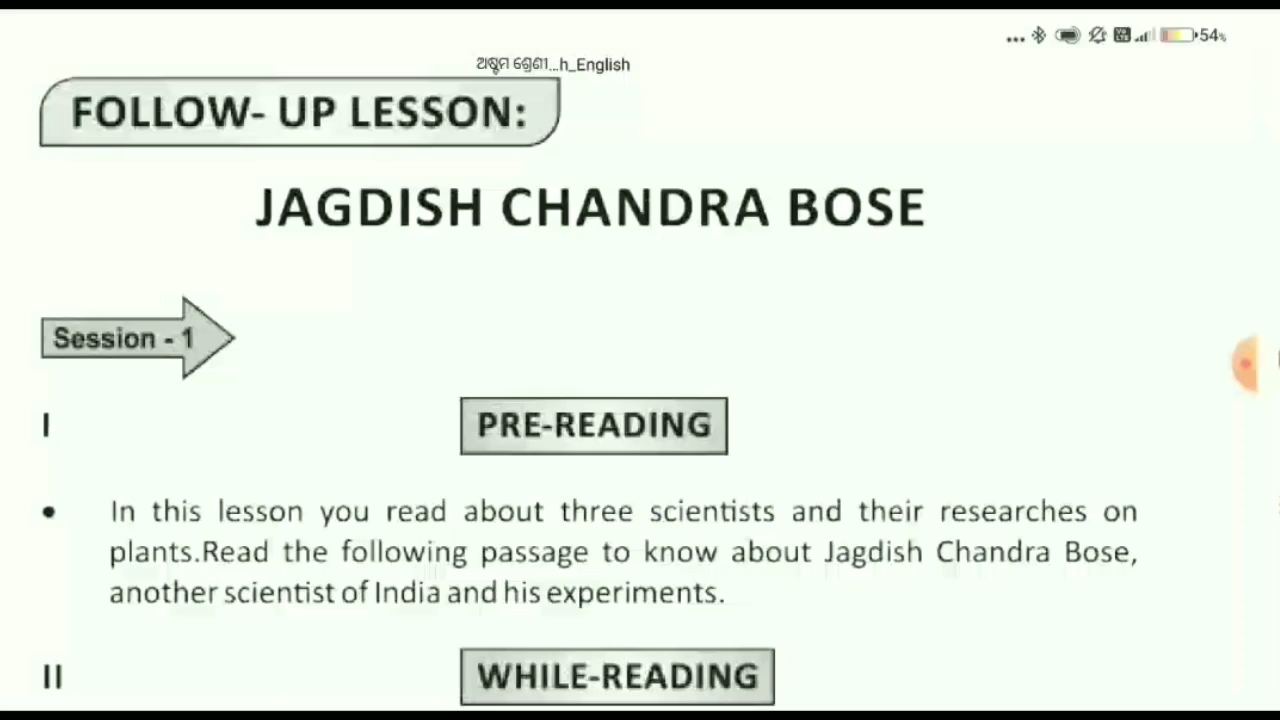 54%
ଅଷ୍ଟମ ଶ୍ରେଣୀ...h_English
FOLLOW- UP LESSON:
JAGDISH CHANDRA BOSE
Session - 1
I
PRE-READING
• In this lesson you read about three scientists and their researches on
plants.Read the following passage to know about Jagdish Chandra Bose,
another scientist of India and his experiments.
II
WHILE-READING